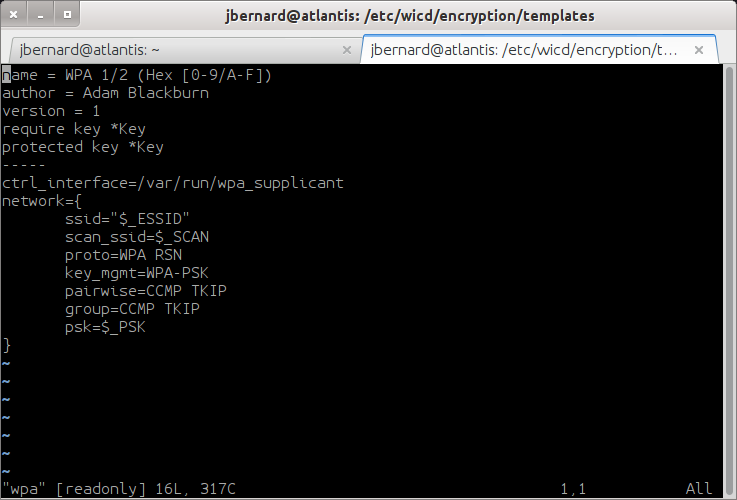 jbernard@atlantis: /etc/wicd/encryption/templates
jbernard@atlantis: ~
jbernard@atlantis: /etc/wicd/encryption/t...
name = WPA 1/2 (Hex [0-9/A-F])
author = Adam Blackburn
version = 1
require key *Key
protected key *Key
-----
ctrl_interface=/var/run/wpa_supplicant
network={
ssid="$_ESSID"
scan_ssid=$_SCAN
proto=WPA RSN
key_mgmt=WPA-PSK
pairwise=CCMP TKIP
group=CCMP TKIP
psk=$_PSK
}
~
~
~
~
~
~
~
"wpa" [readonly] 16L, 317C 1,1 All